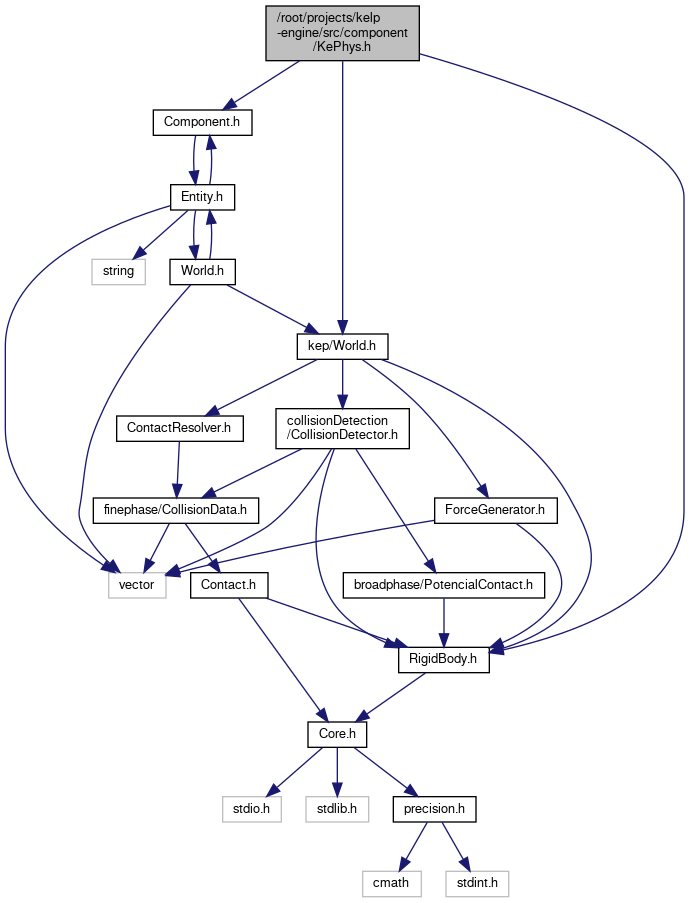 /root/projects/kelp
-engine/src/component
/KePhys.h
Component.h
Entity.h
string
World.h
kep/World.h
ContactResolver.h
collisionDetection
/CollisionDetector.h
finephase/CollisionData.h
ForceGenerator.h
vector
Contact.h
broadphase/PotencialContact.h
RigidBody.h
Core.h
stdio.h
stdlib.h
precision.h
cmath
stdint.h